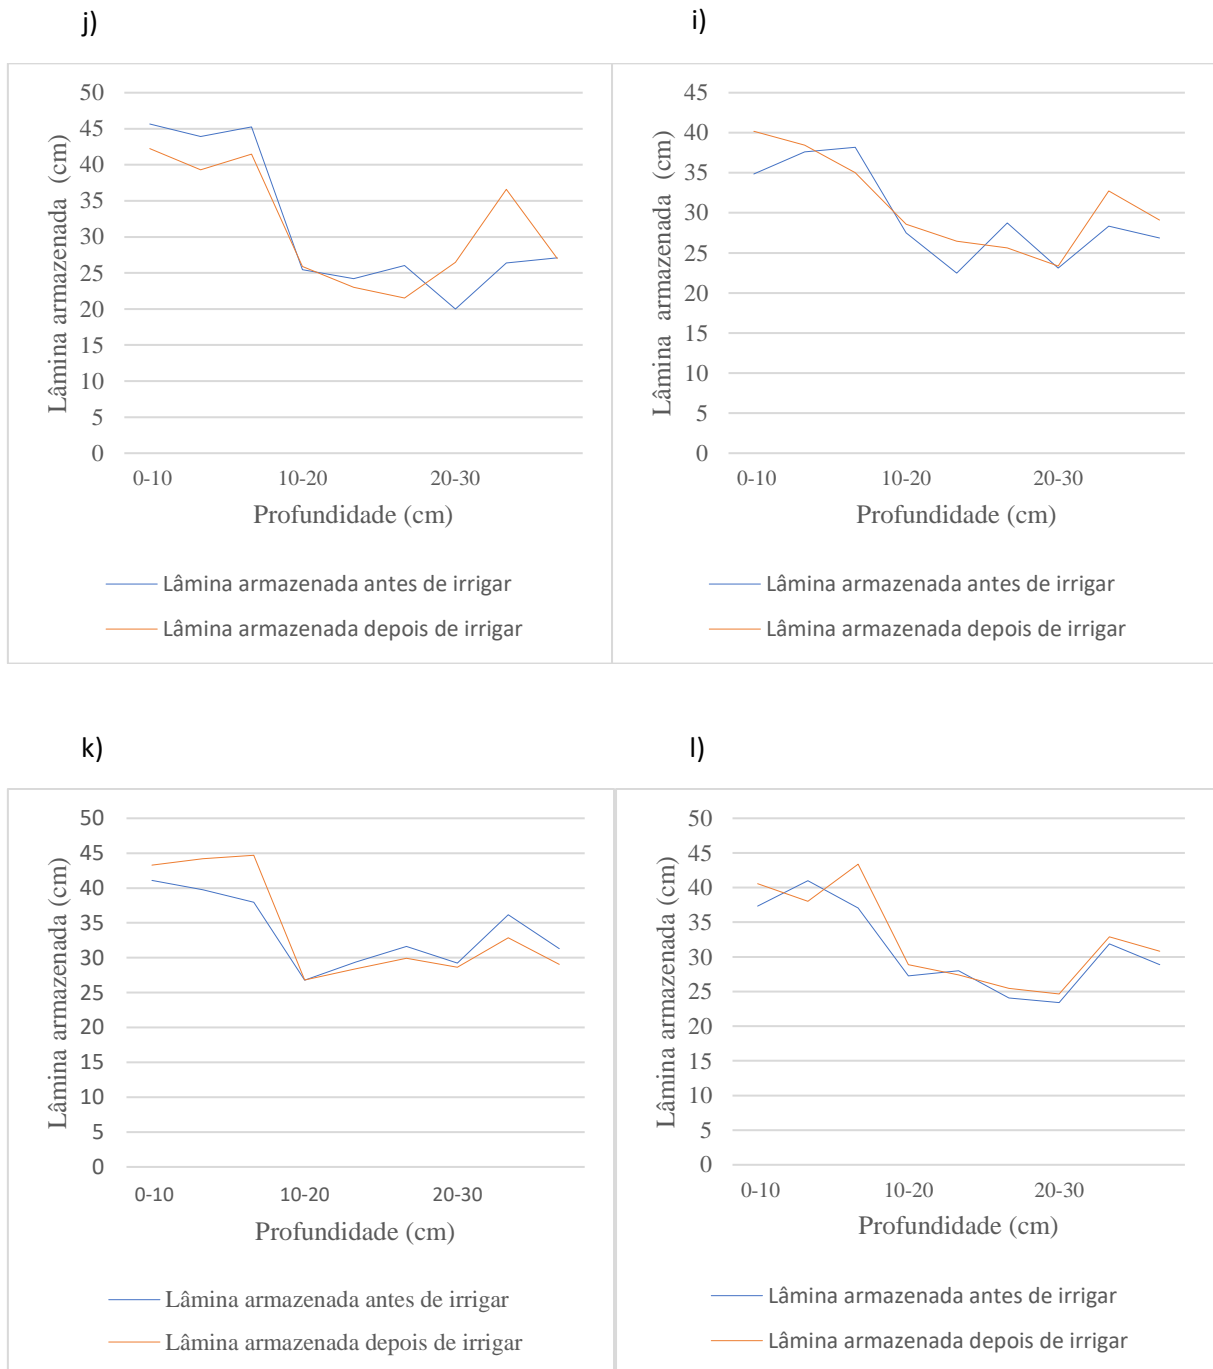 j)
i)
50
45
40
35
30
25
20
15
10
5
0
Lâmina armazenada (cm)
0-10 10-20 20-30
Profundidade (cm)
Lâmina armazenada antes de irrigar
Lâmina armazenada depois de irrigar
45
40
35
30
25
20
15
10
5
0
Lâmina armazenada (cm)
0-10 10-20 20-30
Profundidade (cm)
Lâmina armazenada antes de irrigar
Lâmina armazenada depois de irrigar
k)
l)
50
45
40
35
30
25
20
15
10
5
0
Lâmina armazenada (cm)
0-10 10-20 20-30
Profundidade (cm)
Lâmina armazenada antes de irrigar
Lâmina armazenada depois de irrigar
50
45
40
35
30
25
20
15
10
5
0
Lâmina armazenada (cm)
0-10 10-20 20-30
Profundidade (cm)
Lâmina armazenada antes de irrigar
Lâmina armazenada depois de irrigar